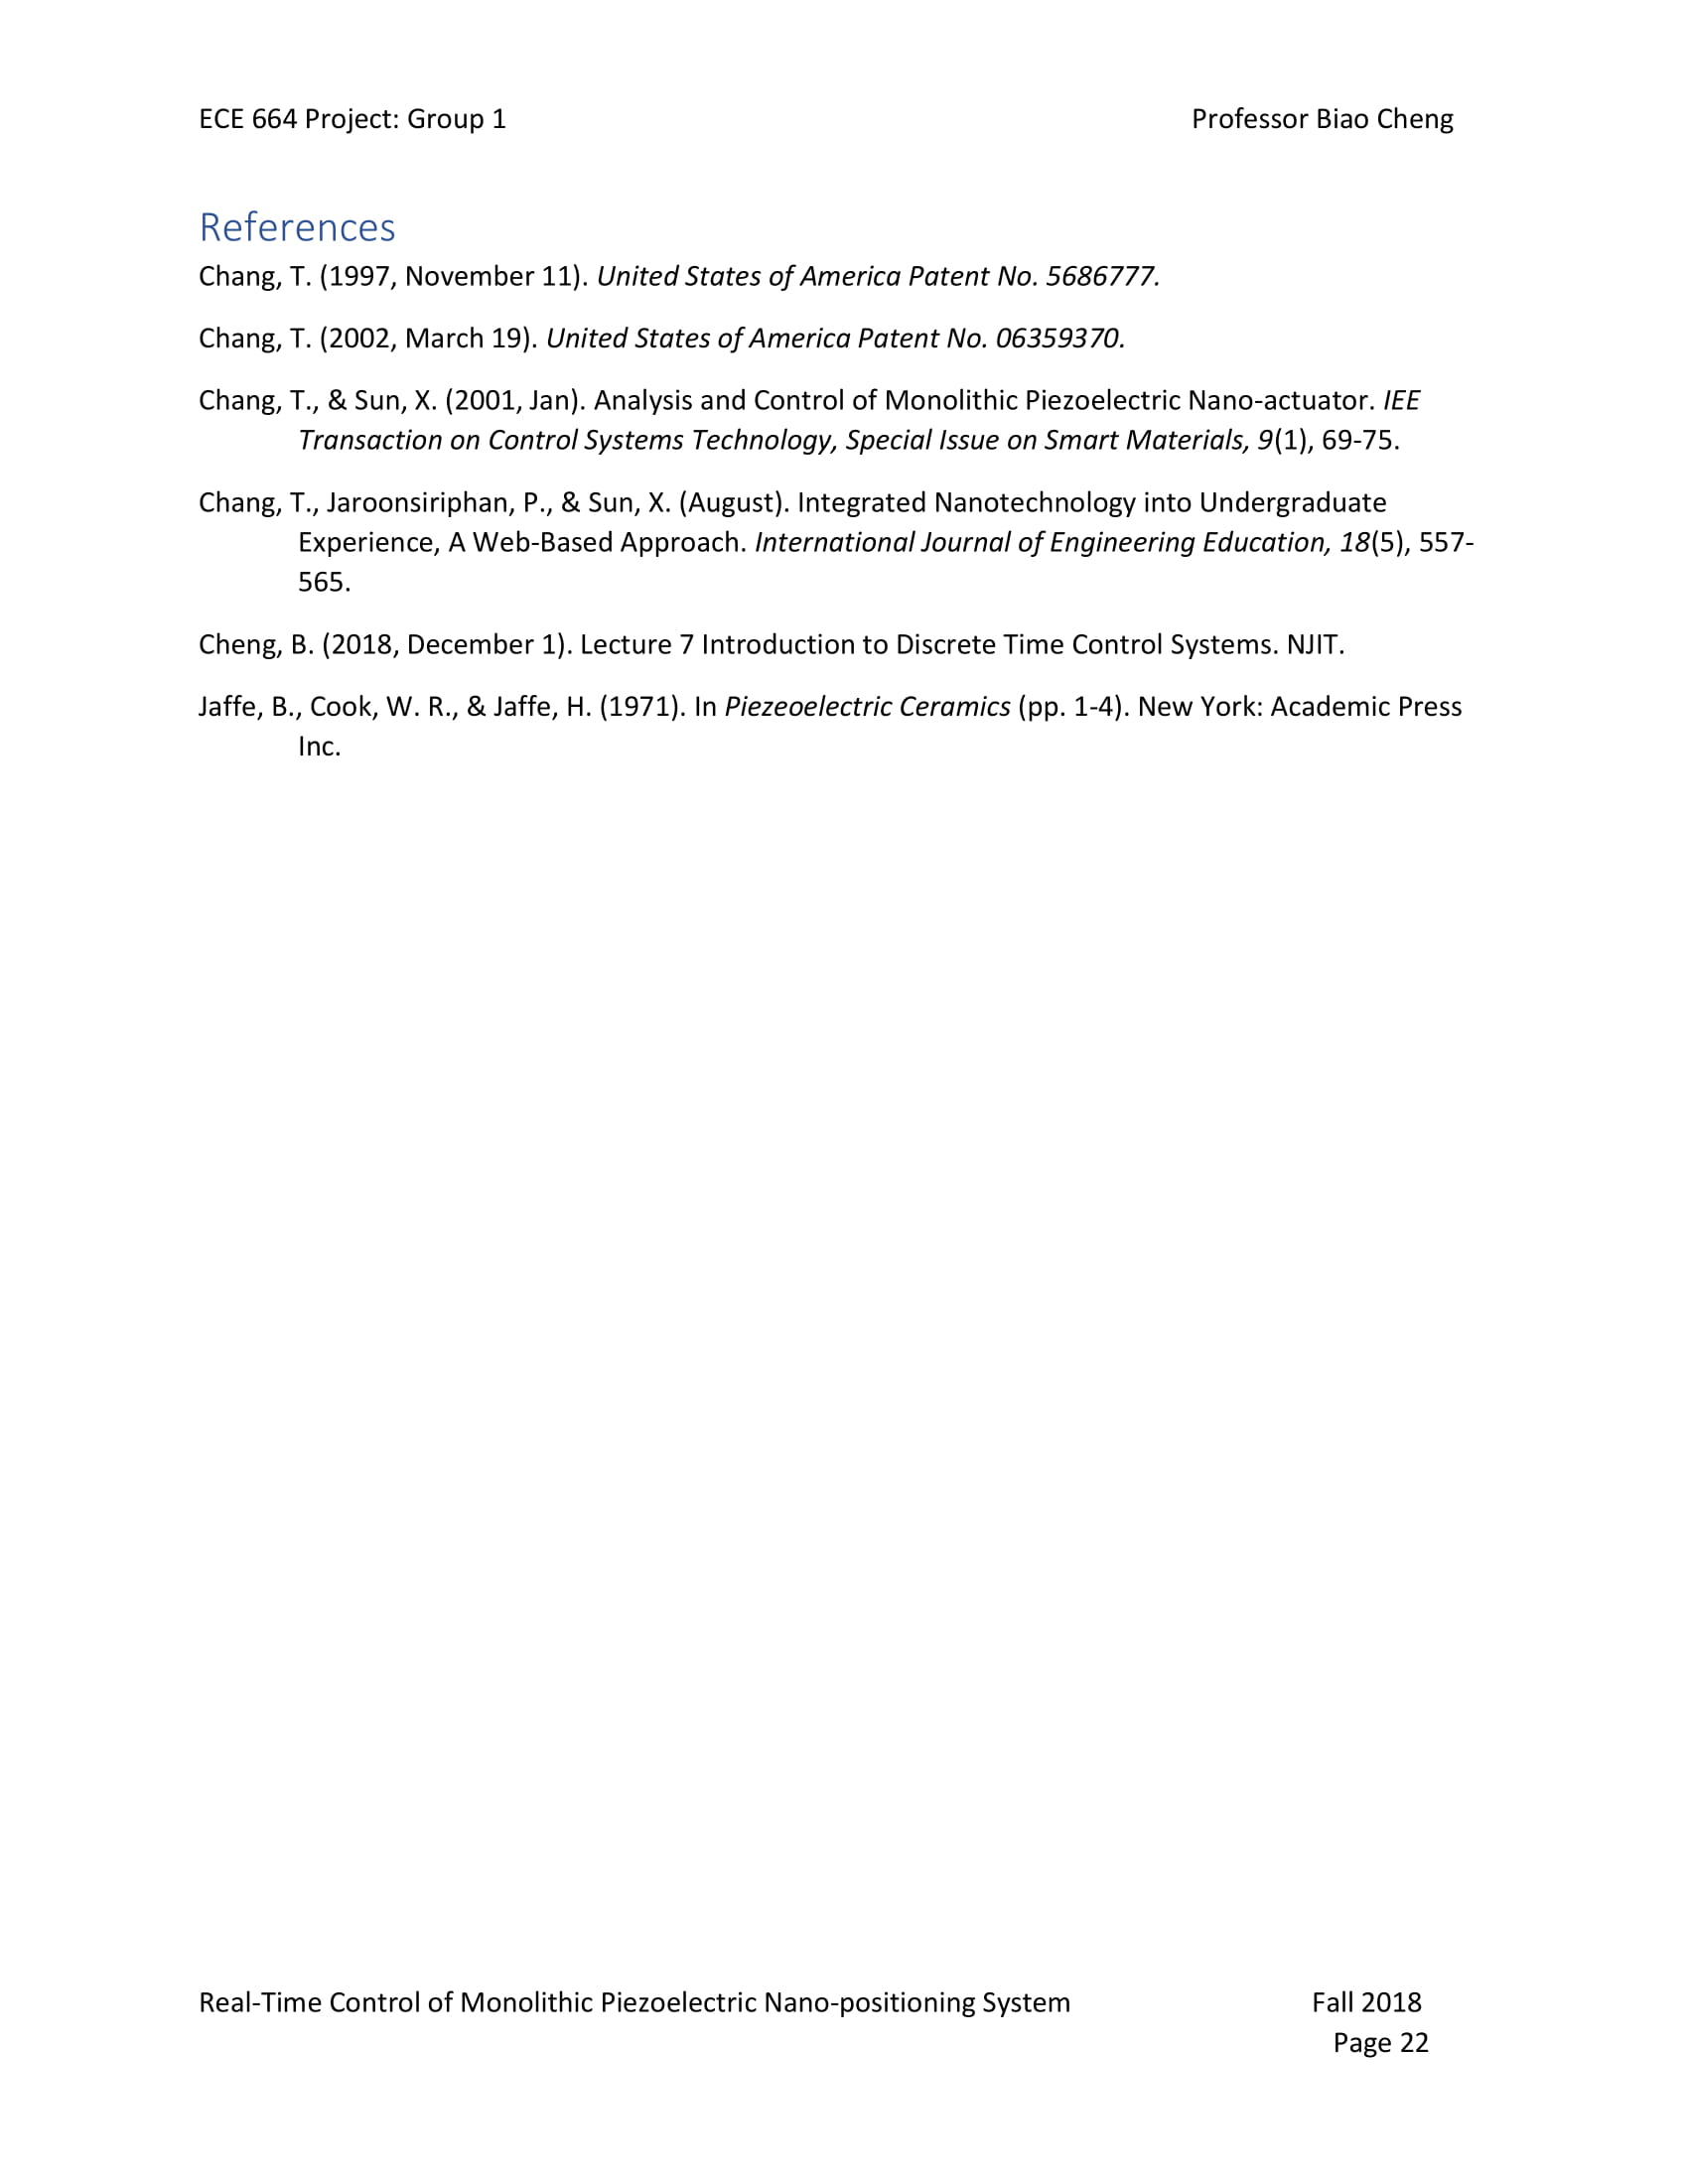 ECE 664 Project: Group 1 Professor Biao Cheng
References
Chang, T. (1997, November 11). United States of America Patent No. 5686777.
Chang, T. (2002, March 19). United States of America Patent No. 06359370.
Chang, T., & Sun, X. (2001, Jan). Analysis and Control of Monolithic Piezoelectric Nano-actuator. IEE
Transaction on Control Systems Technology, Special Issue on Smart Materials, 9(1), 69-75.
Chang, T., Jaroonsiriphan, P., & Sun, X. (August). Integrated Nanotechnology into Undergraduate
Experience, A Web-Based Approach. International Journal of Engineering Education, 18(5), 557-
565.
Cheng, B. (2018, December 1). Lecture 7 Introduction to Discrete Time Control Systems. NJIT.
Jaffe, B., Cook, W. R., & Jaffe, H. (1971). In Piezeoelectric Ceramics (pp. 1-4). New York: Academic Press
Inc.
Real-Time Control of Monolithic Piezoelectric Nano-positioning System Fall 2018
Page 22